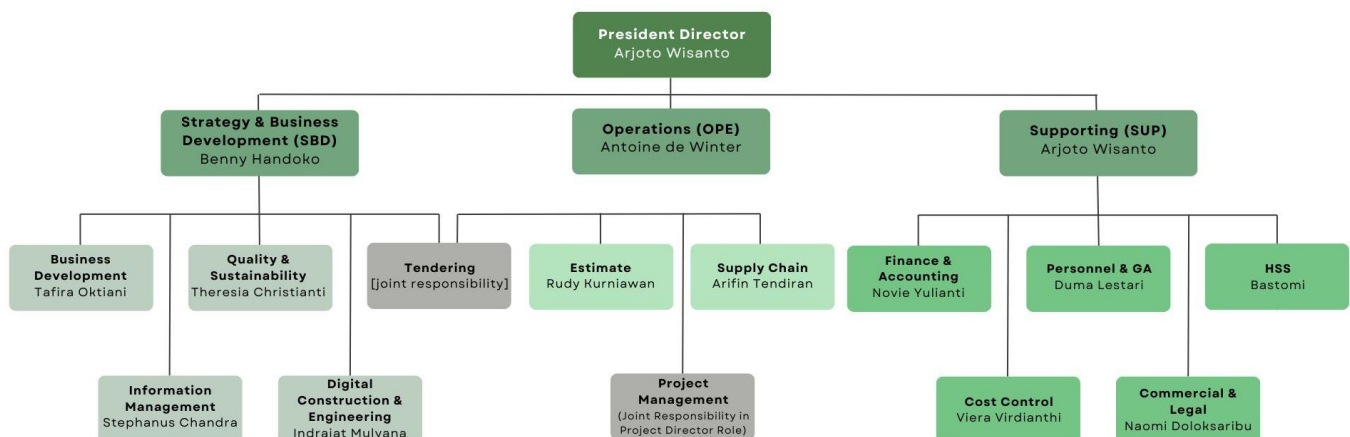 President Director
Arjoto Wisanto
Strategy & Business
Development (SBD)
Benny Handoko
Operations (OPE)
Antoine de Winter
Supporting (SUP)
Arjoto Wisanto
Business
Development
Tafira Oktiani
Quality &
Sustainability
Theresia Christianti
Tendering
[joint responsibility]
Estimate
Rudy Kurniawan
Supply Chain
Arifin Tendiran
Finance &
Accounting
Novie Yulianti
Personnel & GA
Duma Lestari
HSS
Bastomi
Information
Management
Stephanus Chandra
Digital
Construction &
Engineering
Indrajat Mulyana
Project
Management
(Joint Responsibility in
Project Director Role)
Cost Control
Viera Virdianthi
Commercial &
Legal
Naomi Doloksaribu